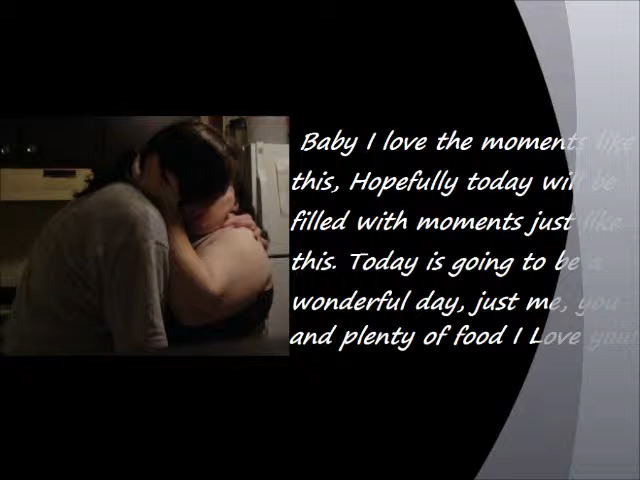 Baby I love the moments like
this, Hopefully today will be
filled with moments just like
this. Today is going to be a
wonderful day, just me, you
and plenty of food I Love you!